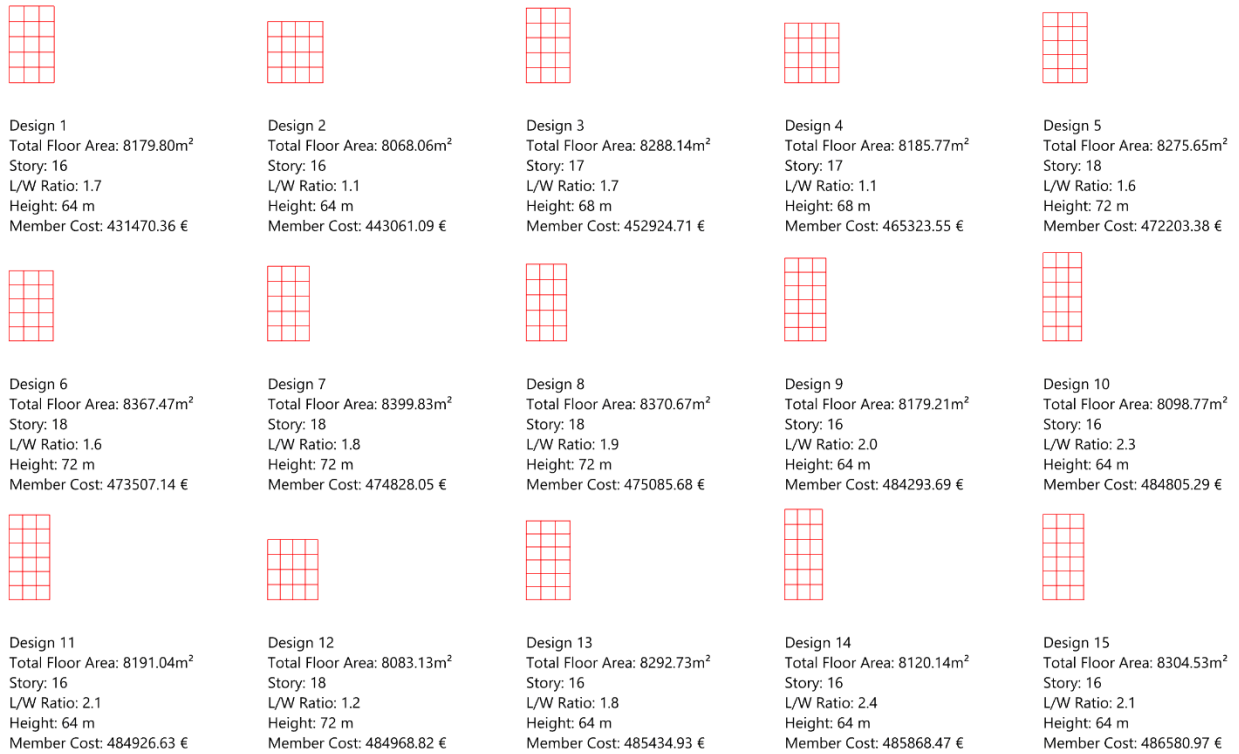 Design 1
Total Floor Area: 8179.80m²
Story: 16
L/W Ratio: 1.7
Height: 64 m
Member Cost: 431470.36 €
Design 2
Total Floor Area: 8068.06m²
Story: 16
L/W Ratio: 1.1
Height: 64 m
Member Cost: 443061.09 €
Design 3
Total Floor Area: 8288.14m²
Story: 17
L/W Ratio: 1.7
Height: 68 m
Member Cost: 452924.71 €
Design 4
Total Floor Area: 8185.77m²
Story: 17
L/W Ratio: 1.1
Height: 68 m
Member Cost: 465323.55 €
Design 5
Total Floor Area: 8275.65m²
Story: 18
L/W Ratio: 1.6
Height: 72 m
Member Cost: 472203.38 €
Design 6
Total Floor Area: 8367.47m²
Story: 18
L/W Ratio: 1.6
Height: 72 m
Member Cost: 473507.14 €
Design 7
Total Floor Area: 8399.83m²
Story: 18
L/W Ratio: 1.8
Height: 72 m
Member Cost: 474828.05 €
Design 8
Total Floor Area: 8370.67m²
Story: 18
L/W Ratio: 1.9
Height: 72 m
Member Cost: 475085.68 €
Design 9
Total Floor Area: 8179.21m²
Story: 16
L/W Ratio: 2.0
Height: 64 m
Member Cost: 484293.69 €
Design 10
Total Floor Area: 8098.77m²
Story: 16
L/W Ratio: 2.3
Height: 64 m
Member Cost: 484805.29 €
Design 11
Total Floor Area: 8191.04m²
Story: 16
L/W Ratio: 2.1
Height: 64 m
Member Cost: 484926.63 €
Design 12
Total Floor Area: 8083.13m²
Story: 18
L/W Ratio: 1.2
Height: 72 m
Member Cost: 484968.82 €
Design 13
Total Floor Area: 8292.73m²
Story: 16
L/W Ratio: 1.8
Height: 64 m
Member Cost: 485434.93 €
Design 14
Total Floor Area: 8120.14m²
Story: 16
L/W Ratio: 2.4
Height: 64 m
Member Cost: 485868.47 €
Design 15
Total Floor Area: 8304.53m²
Story: 16
L/W Ratio: 2.1
Height: 64 m
Member Cost: 486580.97 €